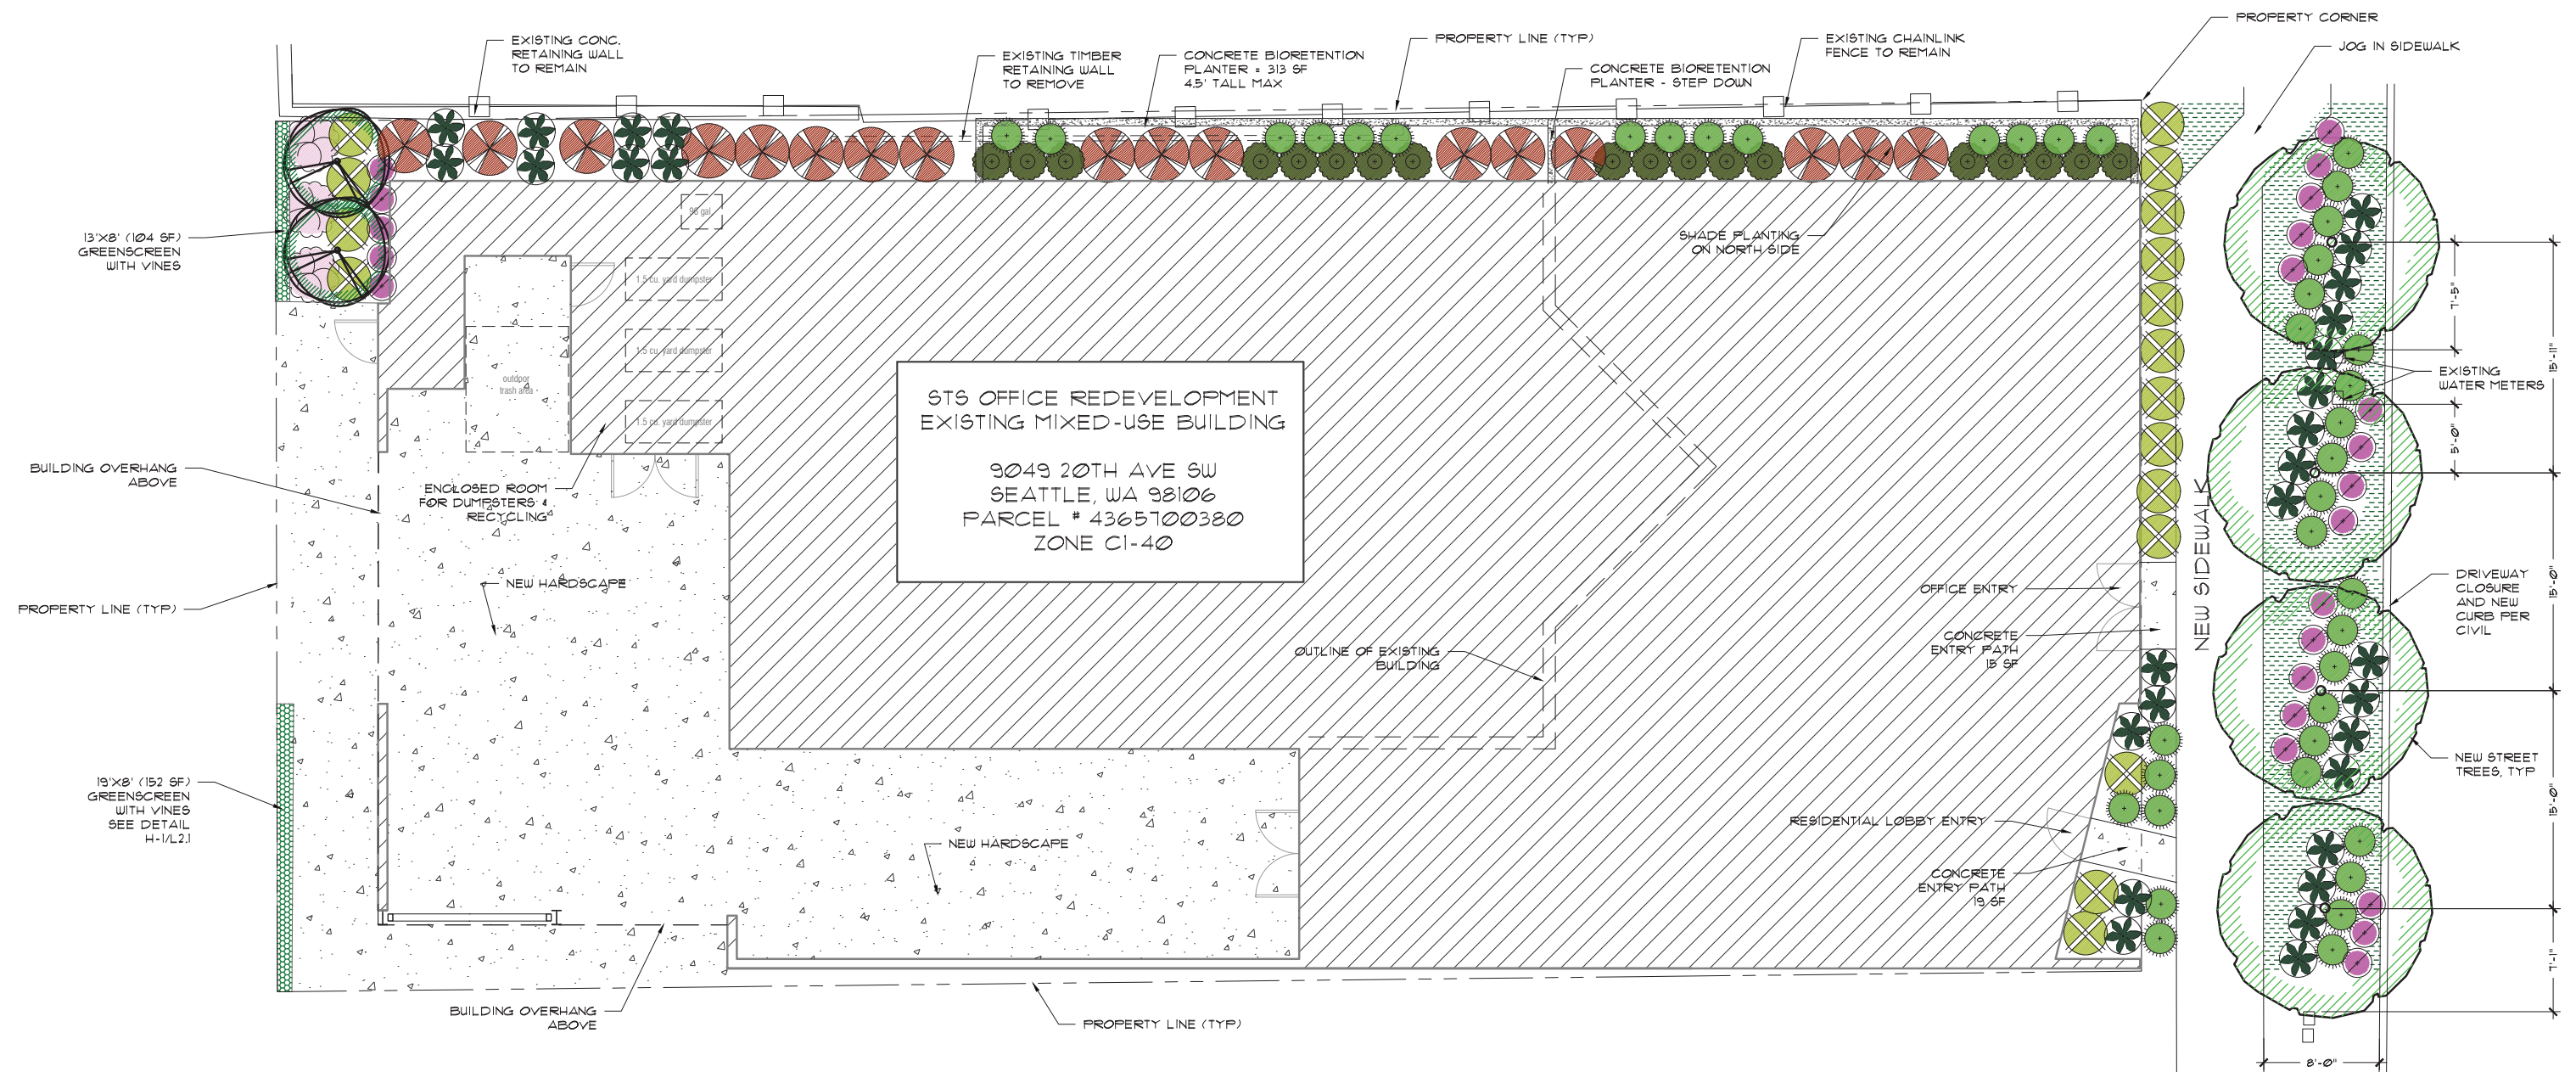 PROPERTY CORNER
JOG IN SIDEWALK
EXISTING CONC.
RETAINING WALL
TO REMAIN
EXISTING TIMBER
RETAINING WALL
TO REMOVE
CONCRETE BIORETENTION
PLANTER = 313 SF
4.5' TALL MAX
PROPERTY LINE (TYP)
CONCRETE BIORETENTION
PLANTER - STEP DOWN
EXISTING CHAINLINK
FENCE TO REMAIN
13'X8' (104 SF)
GREENSCREEN
WITH VINES
96 gal
1.5 cu. yard dumpster
1.5 cu. yard dumpster
1.5 cu. yard dumpster
outdoor
trash area
SHADE PLANTING
ON NORTH SIDE
STS OFFICE REDEVELOPMENT
EXISTING MIXED-USE BUILDING
9049 20TH AVE SW
SEATTLE, WA 98106
PARCEL # 4365700380
ZONE C1-40
BUILDING OVERHANG
ABOVE
ENCLOSED ROOM
FOR DUMPSTERS &
RECYCLING
NEW HARDSCAPE
PROPERTY LINE (TYP)
OUTLINE OF EXISTING
BUILDING
OFFICE ENTRY
CONCRETE
ENTRY PATH
15 SF
NEW SIDEWALK
7'-5"
15'-11"
EXISTING
WATER METERS
5'-0"
15'-0"
DRIVEWAY
CLOSURE
AND NEW
CURB PER
CIVIL
NEW STREET
TREES, TYP
15'-0"
19'X8' (152 SF)
GREENSCREEN
WITH VINES
SEE DETAIL
H-1/L2.1
NEW HARDSCAPE
RESIDENTIAL LOBBY ENTRY
CONCRETE
ENTRY PATH
19 SF
7'-1"
BUILDING OVERHANG
ABOVE
PROPERTY LINE (TYP)
8'-0"